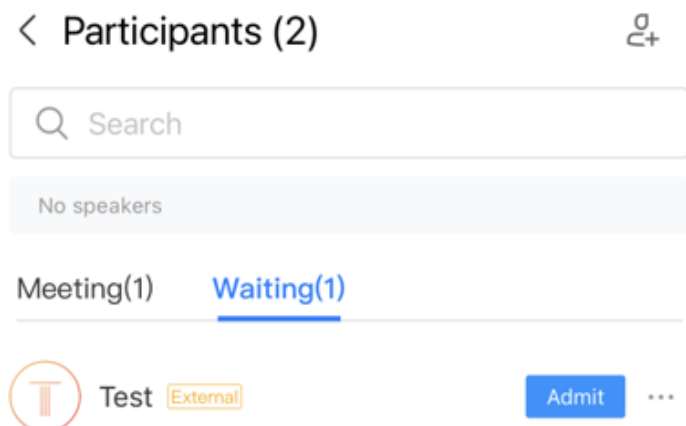 Participants (2)
Search
No speakers
Meeting(1) Waiting(1)
Test External Admit